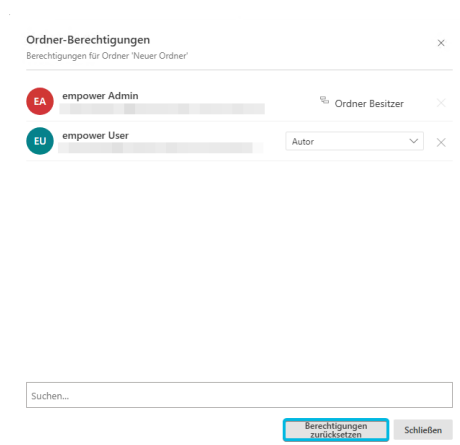 Ordner-Berechtigungen
Berechtigungen für Ordner 'Neuer Ordner'
EA
empower Admin
Ordner Besitzer
EU
empower User
Autor
Suchen...
Berechtigungen
zurücksetzen
Schließen